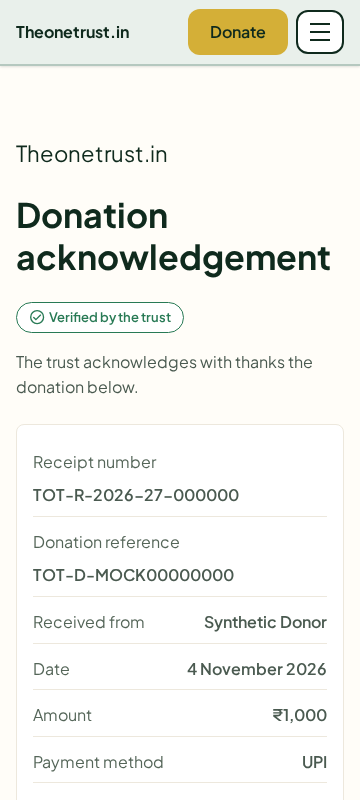 Theonetrust.in
Donate
Theonetrust.in
Donation
acknowledgement
Verified by the trust
The trust acknowledges with thanks the
donation below.
Receipt number
TOT-R-2026-27-000000
Donation reference
TOT-D-MOCK00000000
Received from Synthetic Donor
Date 4 November 2026
Amount ₹1,000
Payment method UPI